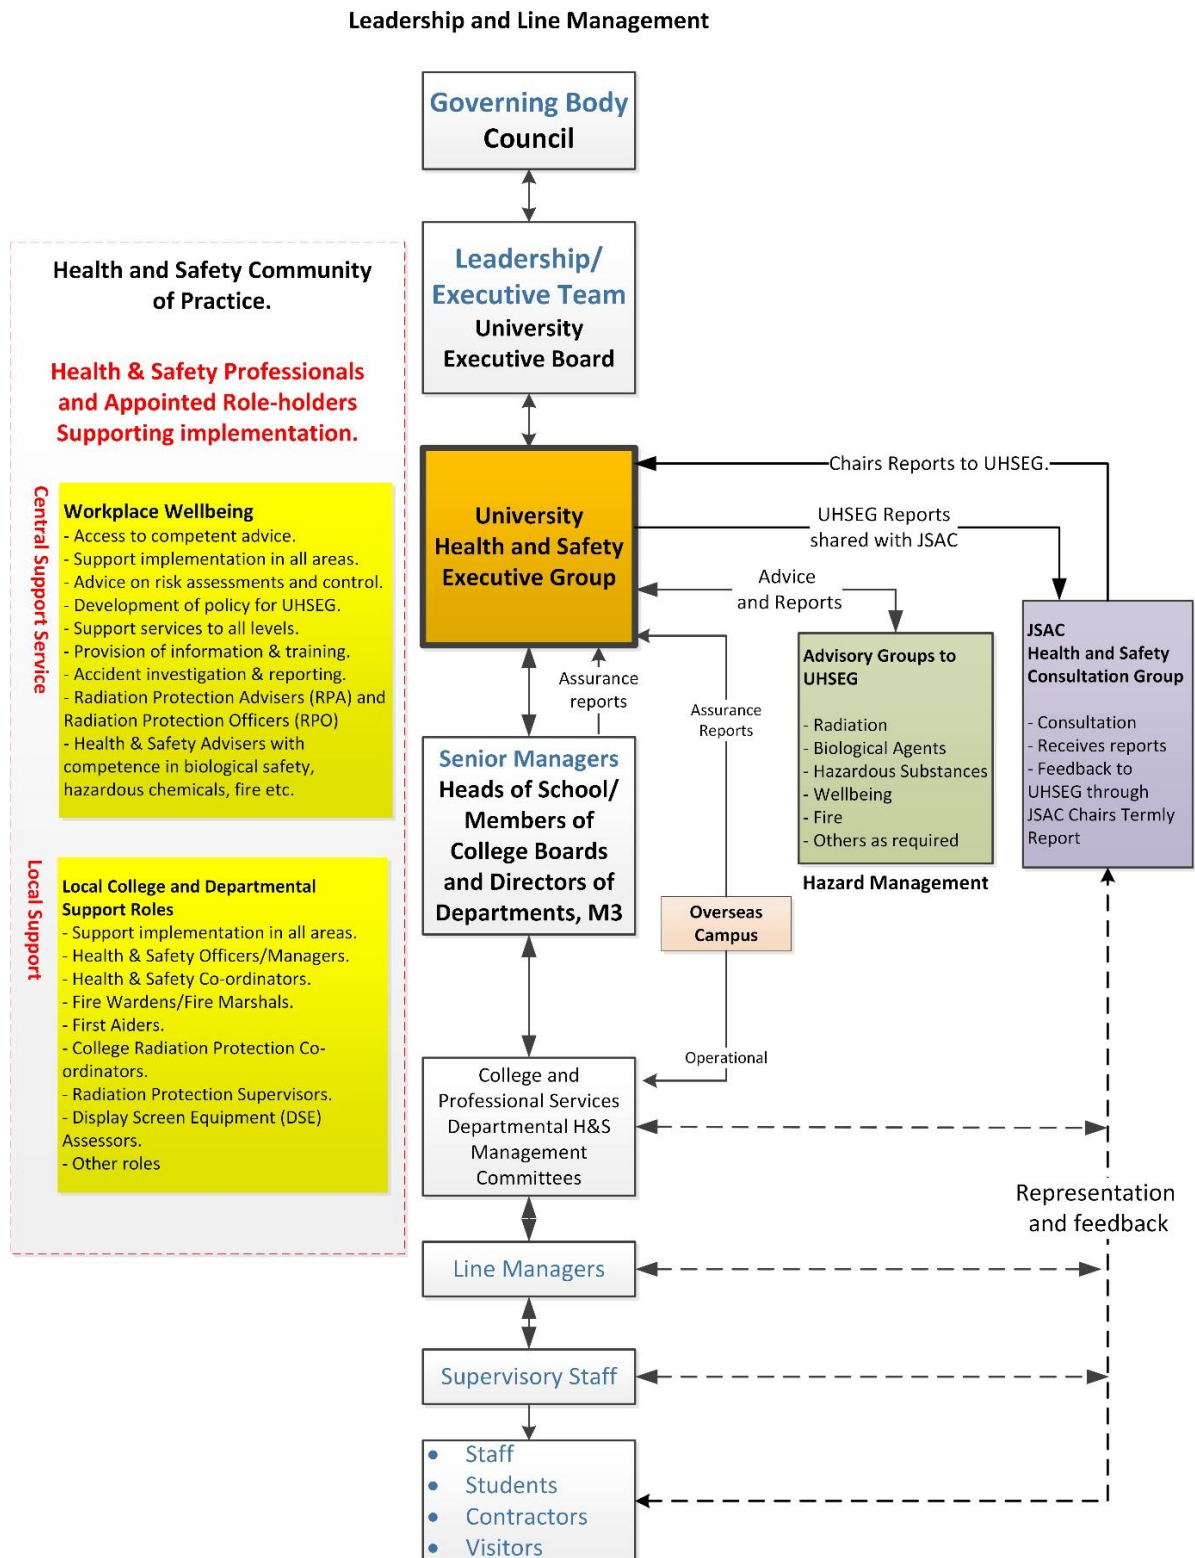 Leadership and Line Management
Governing Body
Council
Leadership/
Executive Team
University
Executive Board
Health and Safety Community
of Practice.
Health & Safety Professionals
and Appointed Role-holders
Supporting implementation.
Central Support Service
Workplace Wellbeing
- Access to competent advice.
- Support implementation in all areas.
- Advice on risk assessments and control.
- Development of policy for UHSEG.
- Support services to all levels.
- Provision of information & training.
- Accident investigation & reporting.
- Radiation Protection Advisers (RPA) and
Radiation Protection Officers (RPO)
- Health & Safety Advisers with
competence in biological safety,
hazardous chemicals, fire etc.
Local Support
Local College and Departmental
Support Roles
- Support implementation in all areas.
- Health & Safety Officers/Managers.
- Health & Safety Co-ordinators.
- Fire Wardens/Fire Marshals.
- First Aiders.
- College Radiation Protection Co-
ordinators.
- Radiation Protection Supervisors.
- Display Screen Equipment (DSE)
Assessors.
- Other roles
University
Health and Safety
Executive Group
Chairs Reports to UHSEG.
UHSEG Reports
shared with JSAC
Advice
and Reports
Assurance
reports
Assurance
Reports
Advisory Groups to
UHSEG
- Radiation
- Biological Agents
- Hazardous Substances
- Wellbeing
- Fire
- Others as required
Hazard Management
JSAC
Health and Safety
Consultation Group
- Consultation
- Receives reports
- Feedback to
UHSEG through
JSAC Chairs Termly
Report
Senior Managers
Heads of School/
Members of
College Boards
and Directors of
Departments, M3
Overseas
Campus
Operational
College and
Professional Services
Departmental H&S
Management
Committees
Representation
and feedback
Line Managers
Supervisory Staff
• Staff
• Students
• Contractors
• Visitors